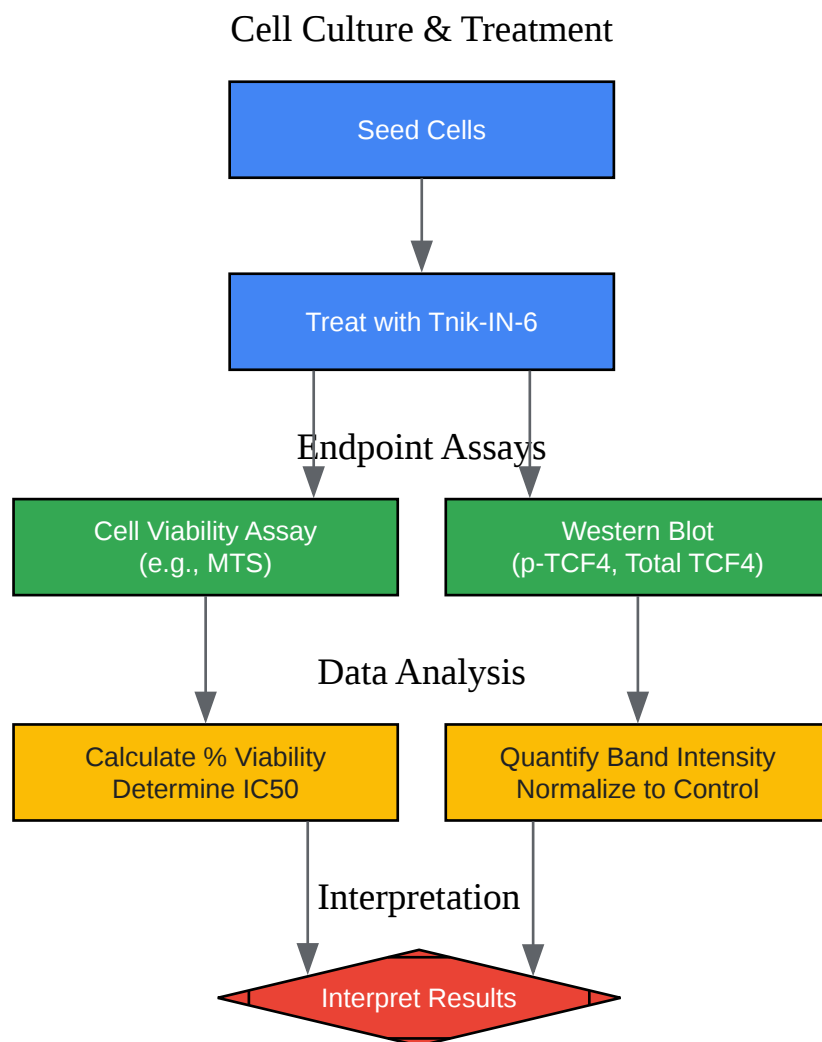 Cell Culture & Treatment
Seed Cells
Treat with Tnik-IN-6
Endpoint Assays
Cell Viability Assay
(e.g., MTS)
Western Blot
(p-TCF4, Total TCF4)
Data Analysis
Calculate % Viability
Determine IC50
Quantify Band Intensity
Normalize to Control
Interpretation
Interpret Results